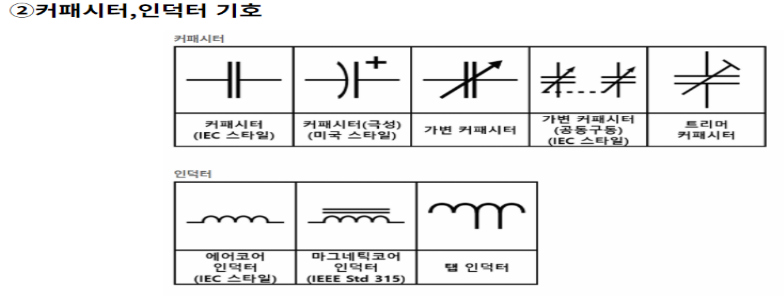 ②커패시터,인덕터 기호
커패시터
+
커패시터
(IEC 스타일)
커패시터(극성)
(미국 스타일)
가변 커패시터
가변 커패시터
(공동구동)
(IEC 스타일)
트리머
커패시터
인덕터
에어코어
인덕터
(IEC 스타일)
마그네틱코어
인덕터
(IEEE Std 315)
탭 인덕터